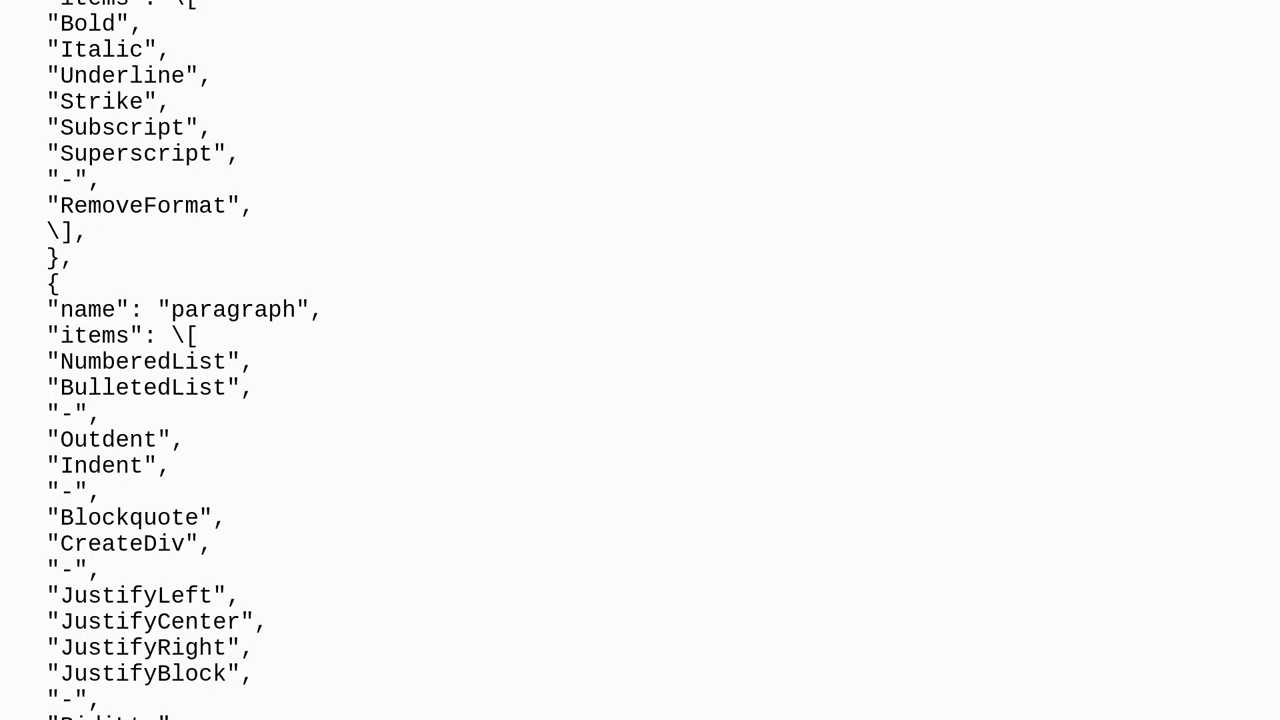 "items": \[
"Bold",
"Italic",
"Underline",
"Strike",
"Subscript",
"Superscript",
"-",
"RemoveFormat",
\],
},
{
"name": "paragraph",
"items": \[
"NumberedList",
"BulletedList",
"-",
"Outdent",
"Indent",
"-",
"Blockquote",
"CreateDiv",
"-",
"JustifyLeft",
"JustifyCenter",
"JustifyRight",
"JustifyBlock",
"-",